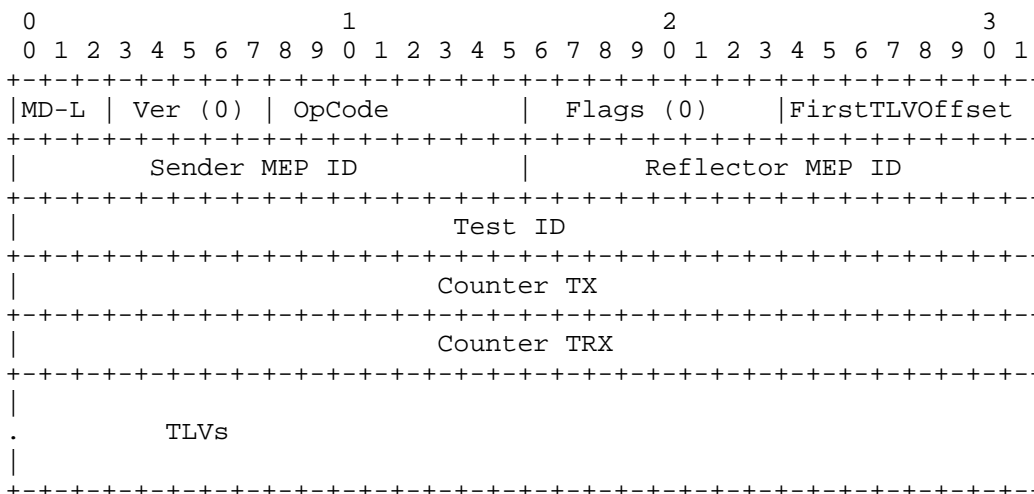 0                   1                   2                   3
 0 1 2 3 4 5 6 7 8 9 0 1 2 3 4 5 6 7 8 9 0 1 2 3 4 5 6 7 8 9 0 1
+-+-+-+-+-+-+-+-+-+-+-+-+-+-+-+-+-+-+-+-+-+-+-+-+-+-+-+-+-+-+-+-
|MD-L | Ver (0) | OpCode        |  Flags (0)    |FirstTLVOffset
+-+-+-+-+-+-+-+-+-+-+-+-+-+-+-+-+-+-+-+-+-+-+-+-+-+-+-+-+-+-+-+-
|        Sender MEP ID          |       Reflector MEP ID
+-+-+-+-+-+-+-+-+-+-+-+-+-+-+-+-+-+-+-+-+-+-+-+-+-+-+-+-+-+-+-+-
|                           Test ID
+-+-+-+-+-+-+-+-+-+-+-+-+-+-+-+-+-+-+-+-+-+-+-+-+-+-+-+-+-+-+-+-
|                          Counter TX
+-+-+-+-+-+-+-+-+-+-+-+-+-+-+-+-+-+-+-+-+-+-+-+-+-+-+-+-+-+-+-+-
|                          Counter TRX
+-+-+-+-+-+-+-+-+-+-+-+-+-+-+-+-+-+-+-+-+-+-+-+-+-+-+-+-+-+-+-+-
|
.         TLVs
|
+-+-+-+-+-+-+-+-+-+-+-+-+-+-+-+-+-+-+-+-+-+-+-+-+-+-+-+-+-+-+-+-